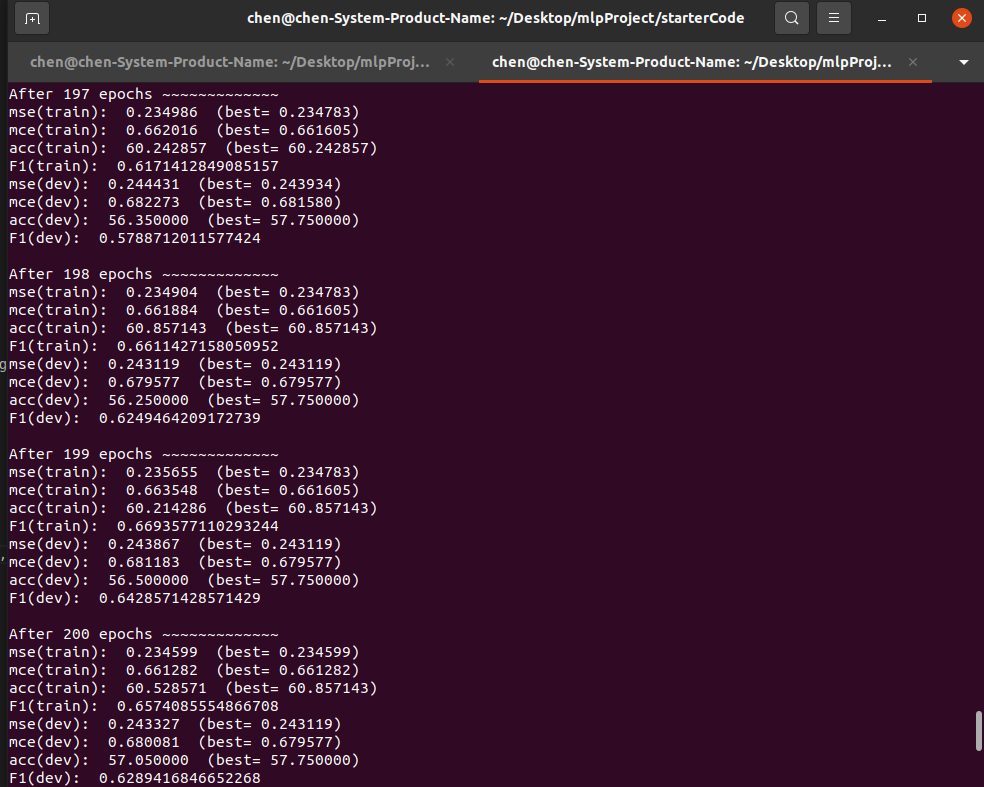 chen@chen-System-Product-Name: ~/Desktop/mlpProject/starterCode
chen@chen-System-Product-Name: ~/Desktop/mlpProj...
chen@chen-System-Product-Name: ~/Desktop/mlpProj...
After 197 epochs ~~~~~~~~~~~~~
mse(train):  0.234986  (best= 0.234783)
mce(train):  0.662016  (best= 0.661605)
acc(train):  60.242857  (best= 60.242857)
F1(train):  0.6171412849085157
mse(dev):  0.244431  (best= 0.243934)
mce(dev):  0.682273  (best= 0.681580)
acc(dev):  56.350000  (best= 57.750000)
F1(dev):  0.5788712011577424
After 198 epochs ~~~~~~~~~~~~~
mse(train):  0.234904  (best= 0.234783)
mce(train):  0.661884  (best= 0.661605)
acc(train):  60.857143  (best= 60.857143)
F1(train):  0.6611427158050952
mse(dev):  0.243119  (best= 0.243119)
mce(dev):  0.679577  (best= 0.679577)
acc(dev):  56.250000  (best= 57.750000)
F1(dev):  0.6249464209172739
After 199 epochs ~~~~~~~~~~~~~
mse(train):  0.235655  (best= 0.234783)
mce(train):  0.663548  (best= 0.661605)
acc(train):  60.214286  (best= 60.857143)
F1(train):  0.6693577110293244
mse(dev):  0.243867  (best= 0.243119)
mce(dev):  0.681183  (best= 0.679577)
acc(dev):  56.500000  (best= 57.750000)
F1(dev):  0.6428571428571429
After 200 epochs ~~~~~~~~~~~~~
mse(train):  0.234599  (best= 0.234599)
mce(train):  0.661282  (best= 0.661282)
acc(train):  60.528571  (best= 60.857143)
F1(train):  0.6574085554866708
mse(dev):  0.243327  (best= 0.243119)
mce(dev):  0.680081  (best= 0.679577)
acc(dev):  57.050000  (best= 57.750000)
F1(dev):  0.6289416846652268